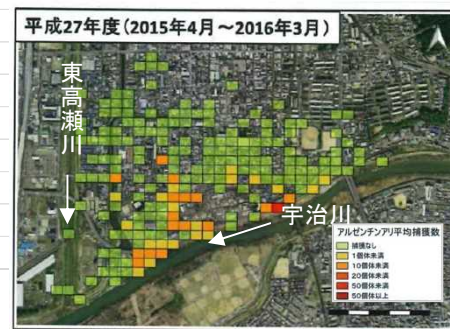 平成27年度(2015年4月~2016年3月)
東高瀬川
宇治川
アルゼンチンアリ平均捕獲数
捕獲なし
1個体未満
10個体未満
20個体未満
50個体未満
50個体以上